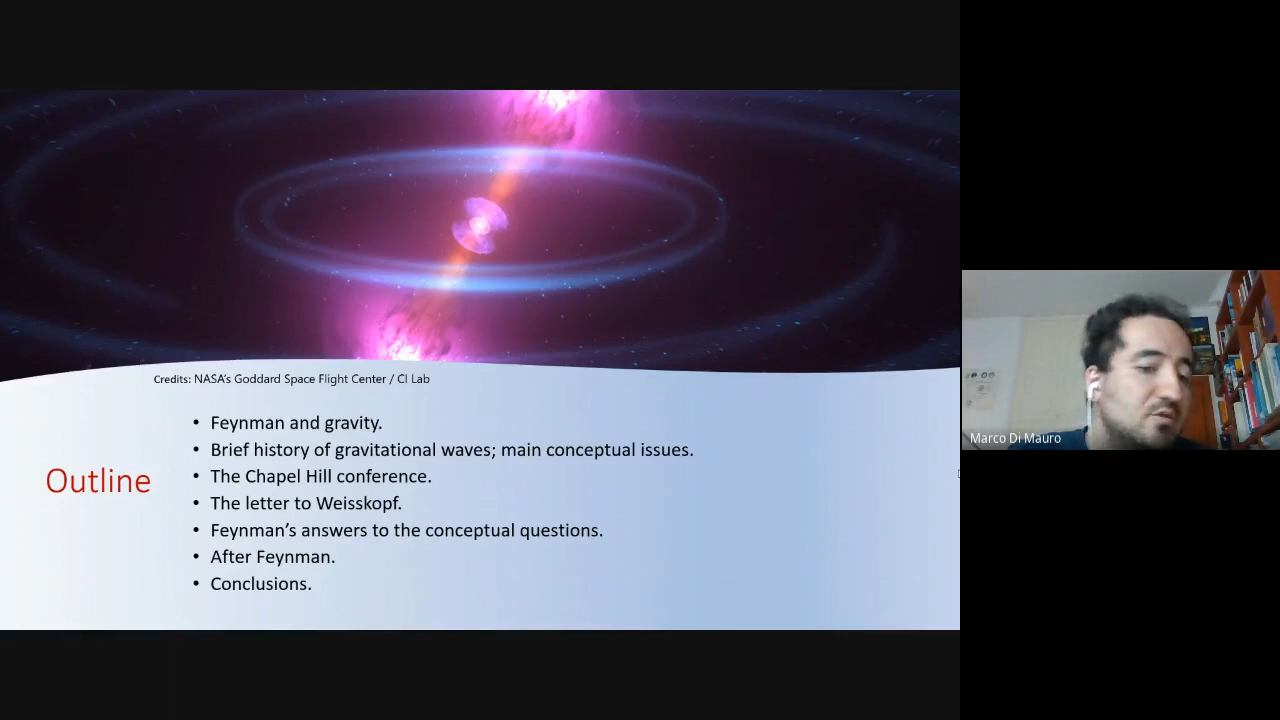 Credits: NASA's Goddard Space Flight Center / CI Lab
Outline
• Feynman and gravity.
• Brief history of gravitational waves; main conceptual issues.
• The Chapel Hill conference.
• The letter to Weisskopf.
• Feynman’s answers to the conceptual questions.
• After Feynman.
• Conclusions.
Marco Di Mauro